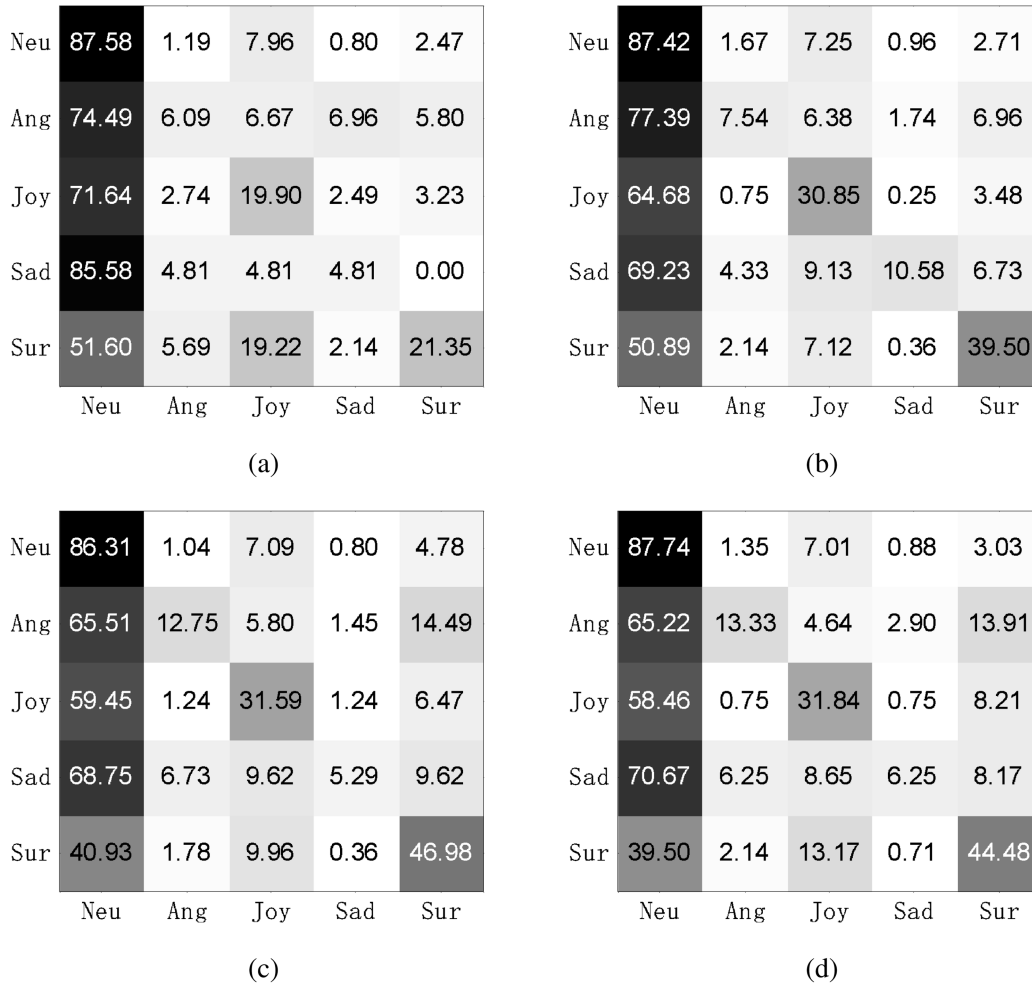 Neu 87.58 1.19 7.96 0.80 2.47
Ang 74.49 6.09 6.67 6.96 5.80
Joy 71.64 2.74 19.90 2.49 3.23
Sad 85.58 4.81 4.81 4.81 0.00
Sur 51.60 5.69 19.22 2.14 21.35
Neu Ang Joy Sad Sur
(a)
Neu 87.42 1.67 7.25 0.96 2.71
Ang 77.39 7.54 6.38 1.74 6.96
Joy 64.68 0.75 30.85 0.25 3.48
Sad 69.23 4.33 9.13 10.58 6.73
Sur 50.89 2.14 7.12 0.36 39.50
Neu Ang Joy Sad Sur
(b)
Neu 86.31 1.04 7.09 0.80 4.78
Ang 65.51 12.75 5.80 1.45 14.49
Joy 59.45 1.24 31.59 1.24 6.47
Sad 68.75 6.73 9.62 5.29 9.62
Sur 40.93 1.78 9.96 0.36 46.98
Neu Ang Joy Sad Sur
(c)
Neu 87.74 1.35 7.01 0.88 3.03
Ang 65.22 13.33 4.64 2.90 13.91
Joy 58.46 0.75 31.84 0.75 8.21
Sad 70.67 6.25 8.65 6.25 8.17
Sur 39.50 2.14 13.17 0.71 44.48
Neu Ang Joy Sad Sur
(d)